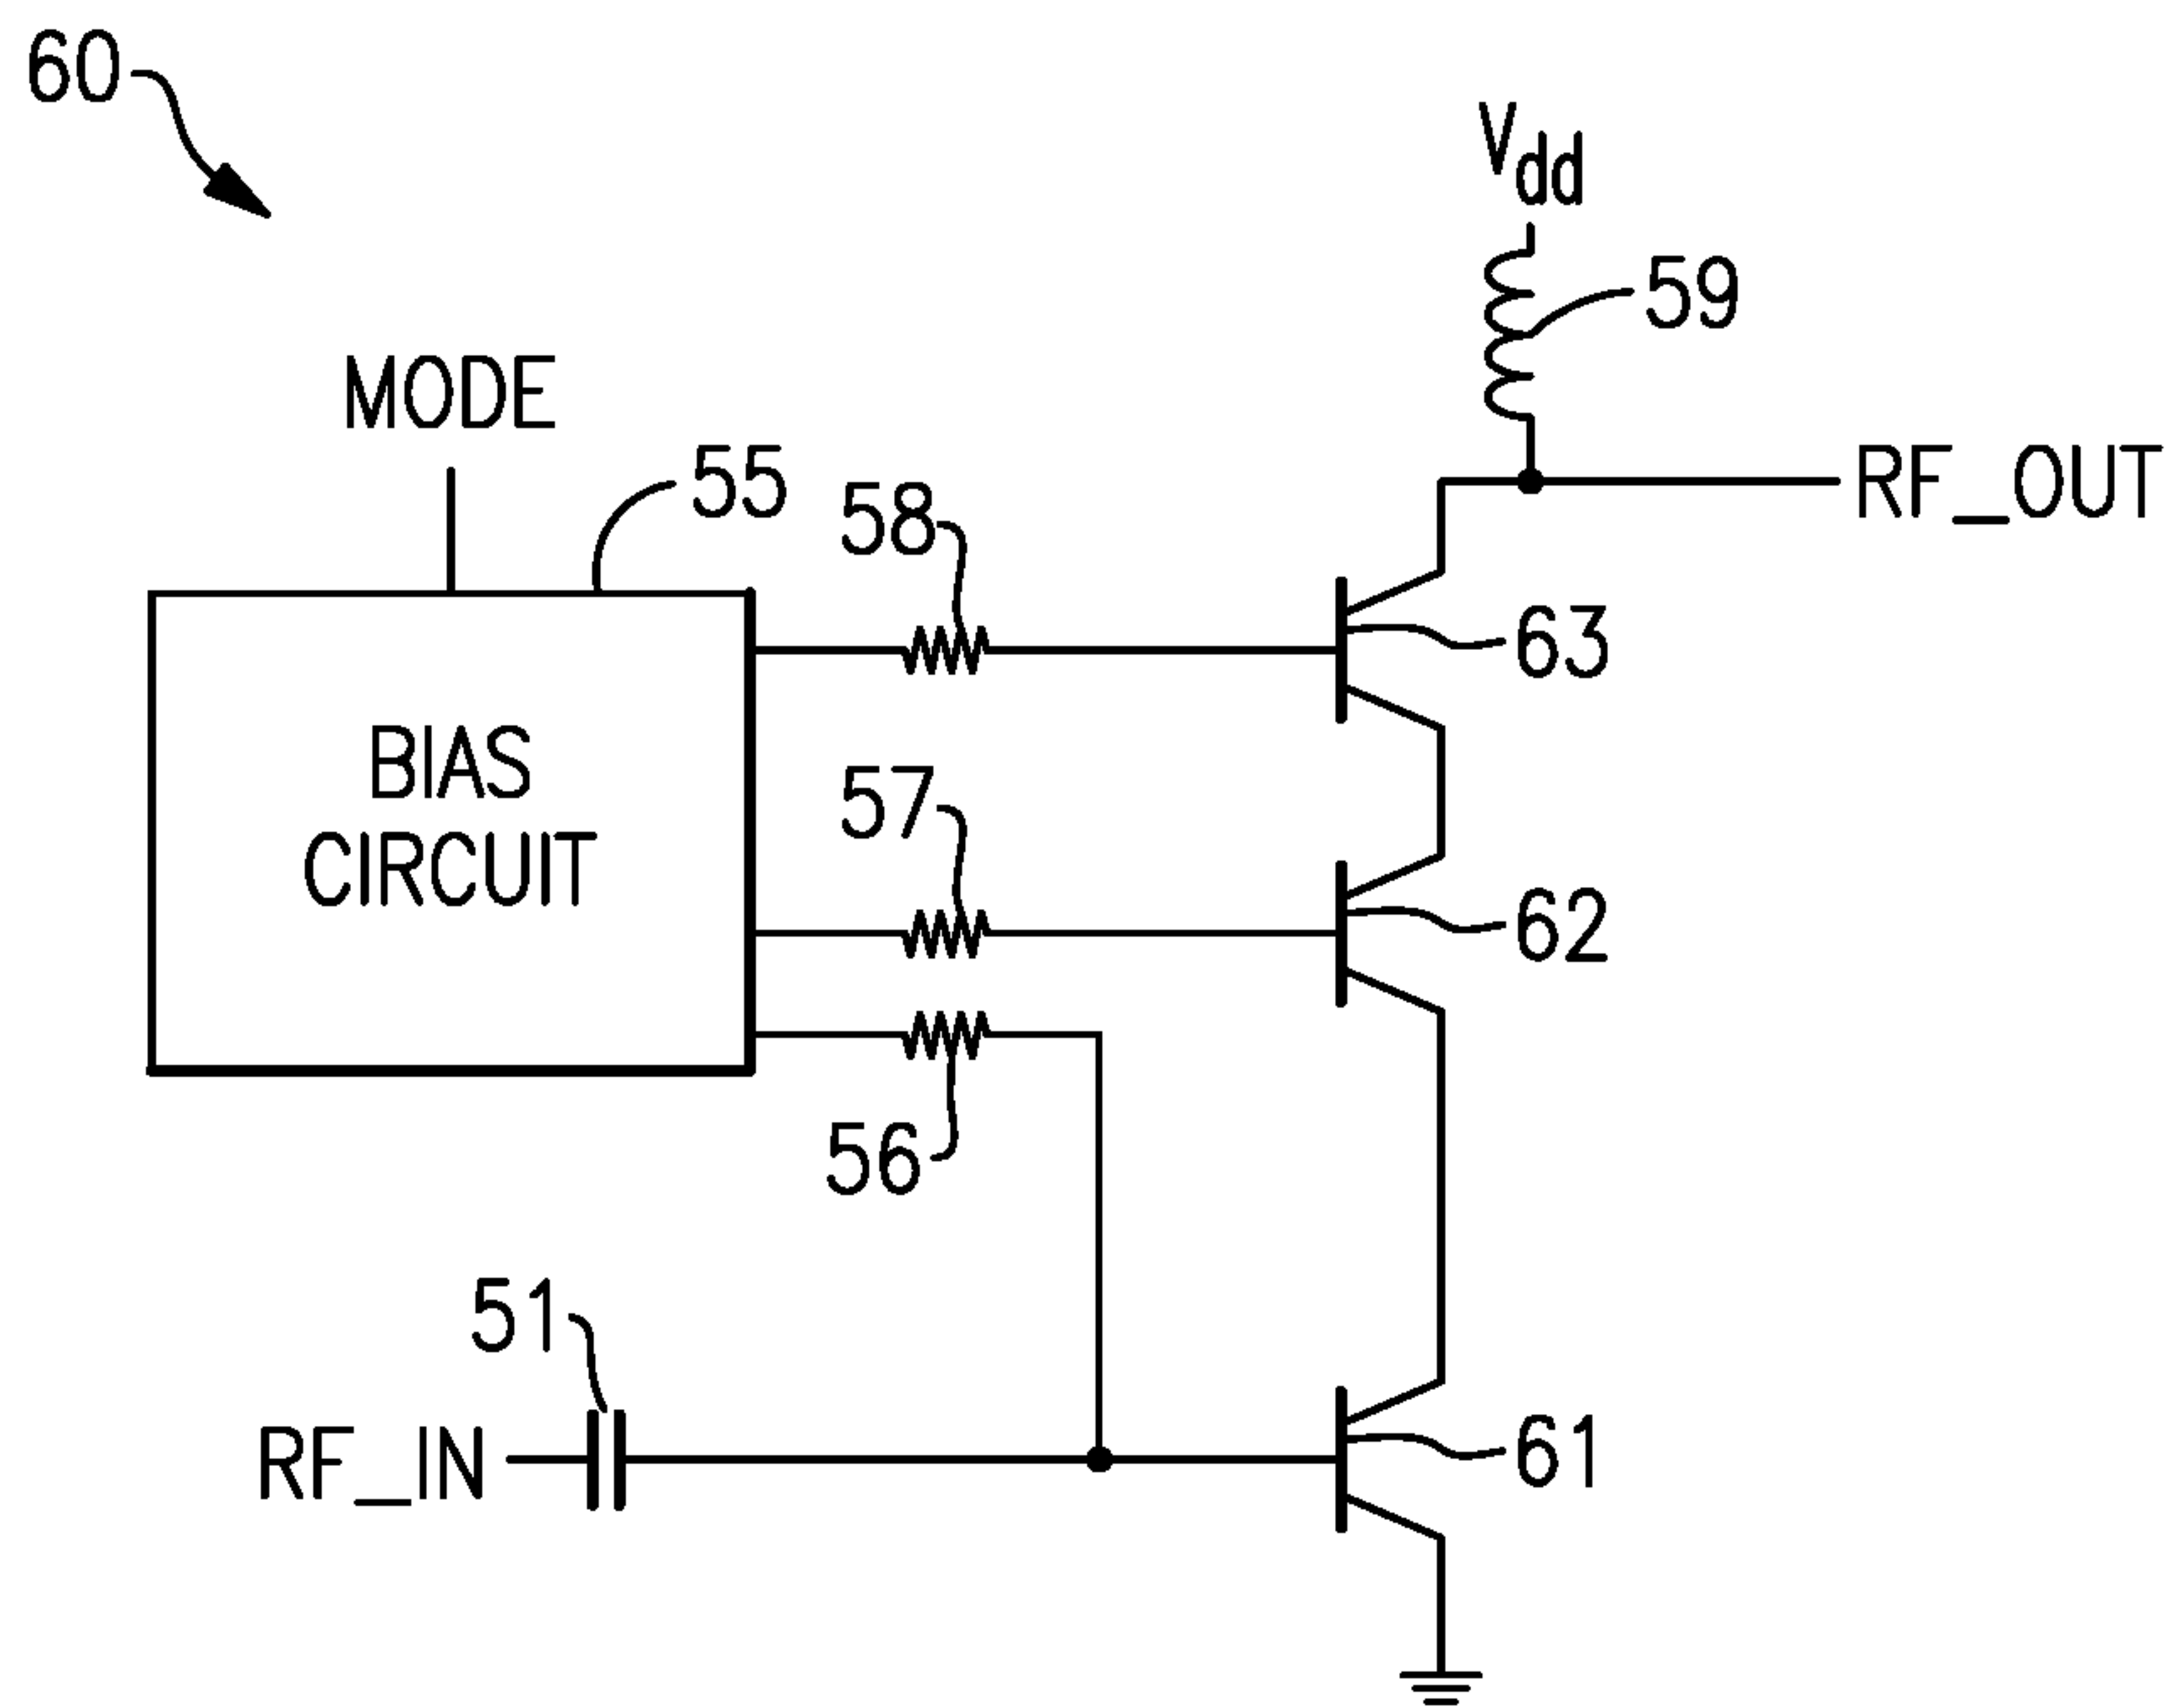 60
Vdd
59
MODE
55
58
RF_OUT
63
BIAS
CIRCUIT
57
62
56
51
RF_IN
61